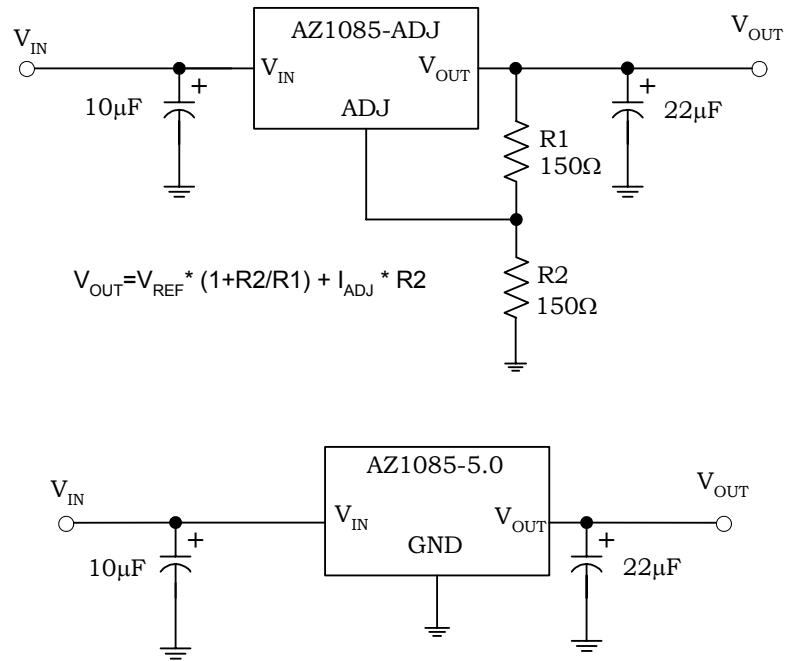 AZ1085-ADJ
V_IN
V_OUT
V_IN
V_OUT
ADJ
+
10μF
+
22μF
R1
150Ω
V_OUT=V_REF* (1+R2/R1) + I_ADJ * R2
R2
150Ω
AZ1085-5.0
V_IN
V_OUT
V_IN
V_OUT
GND
+
10μF
+
22μF